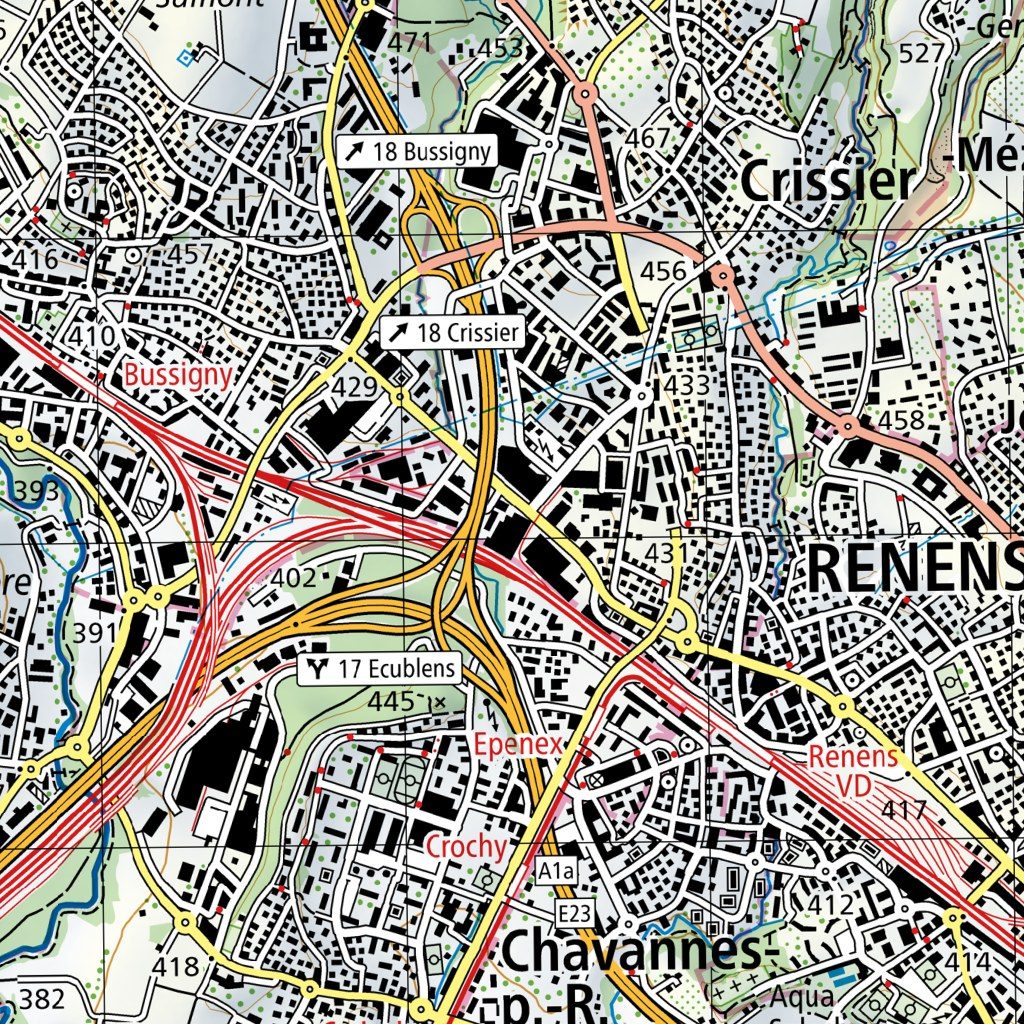 471
453
527
-Ger
18 Bussigny
467
Crissier
-Mé
416
457
456
410
18 Crissier
Bussigny
429
433
458
393
431
RENENS
402
391
17 Ecublens
445
Epenex
Renens
VD
417
Crochy
A1a
E23
412
Chavannes-
p.-R.
418
414
382
Aqua